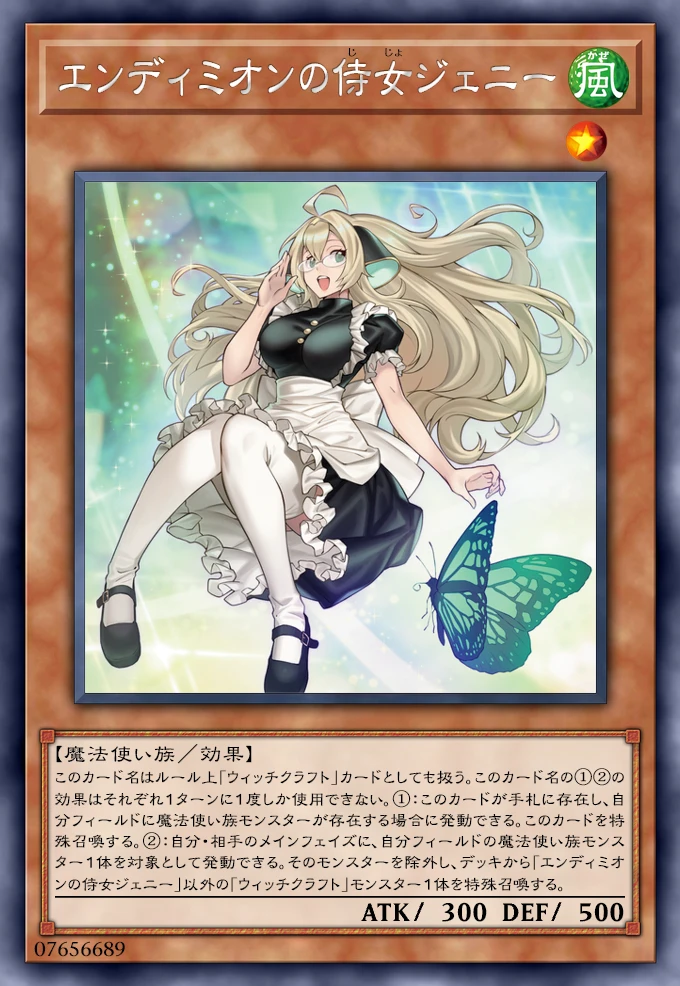 じ じょ
エンディミオンの侍女ジェニー
かぜ
風
【魔法使い族／効果】
このカード名はルール上「ウィッチクラフト」カードとしても扱う。このカード名の①②の
効果はそれぞれ1ターンに1度しか使用できない。①：このカードが手札に存在し、自
分フィールドに魔法使い族モンスターが存在する場合に発動できる。このカードを特
殊召喚する。②：自分・相手のメインフェイズに、自分フィールドの魔法使い族モンス
ター1体を対象として発動できる。そのモンスターを除外し、デッキから「エンディミオ
ンの侍女ジェニー」以外の「ウィッチクラフト」モンスター1体を特殊召喚する。
ATK/ 300 DEF/ 500
07656689